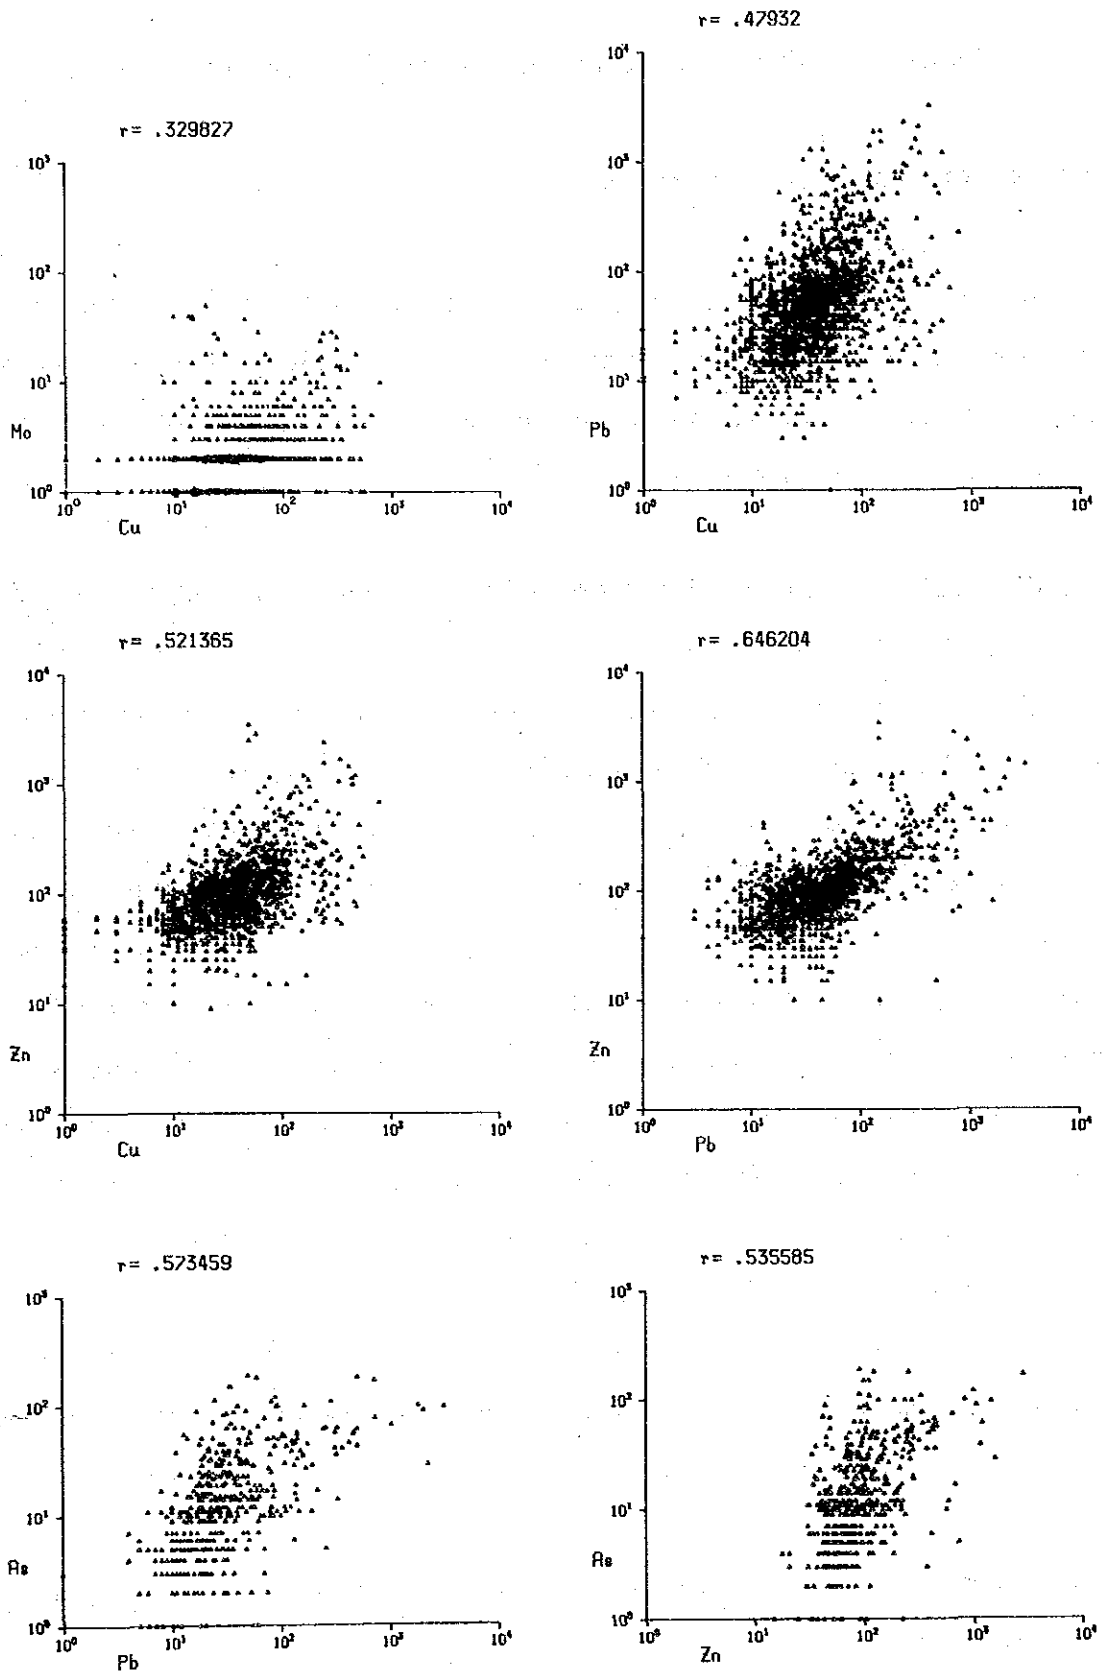 r= .47932
10⁴
10³
10²
10¹
10⁰
Pb
10⁰ 10¹ 10² 10³ 10⁴
Cu
r= .329827
10³
10²
10¹
Mo
10⁰
10⁰ 10¹ 10² 10³ 10⁴
Cu
r= .521365
10⁴
10³
10²
10¹
Zn
10⁰
10⁰ 10¹ 10² 10³ 10⁴
Cu
r= .646204
10⁴
10³
10²
10¹
Zn
10⁰
10⁰ 10¹ 10² 10³ 10⁴
Pb
r= .573459
10³
10²
10¹
As
10⁰
10⁰ 10¹ 10² 10³ 10⁴
Pb
r= .535585
10³
10²
10¹
As
10⁰
10⁰ 10¹ 10² 10³ 10⁴
Zn